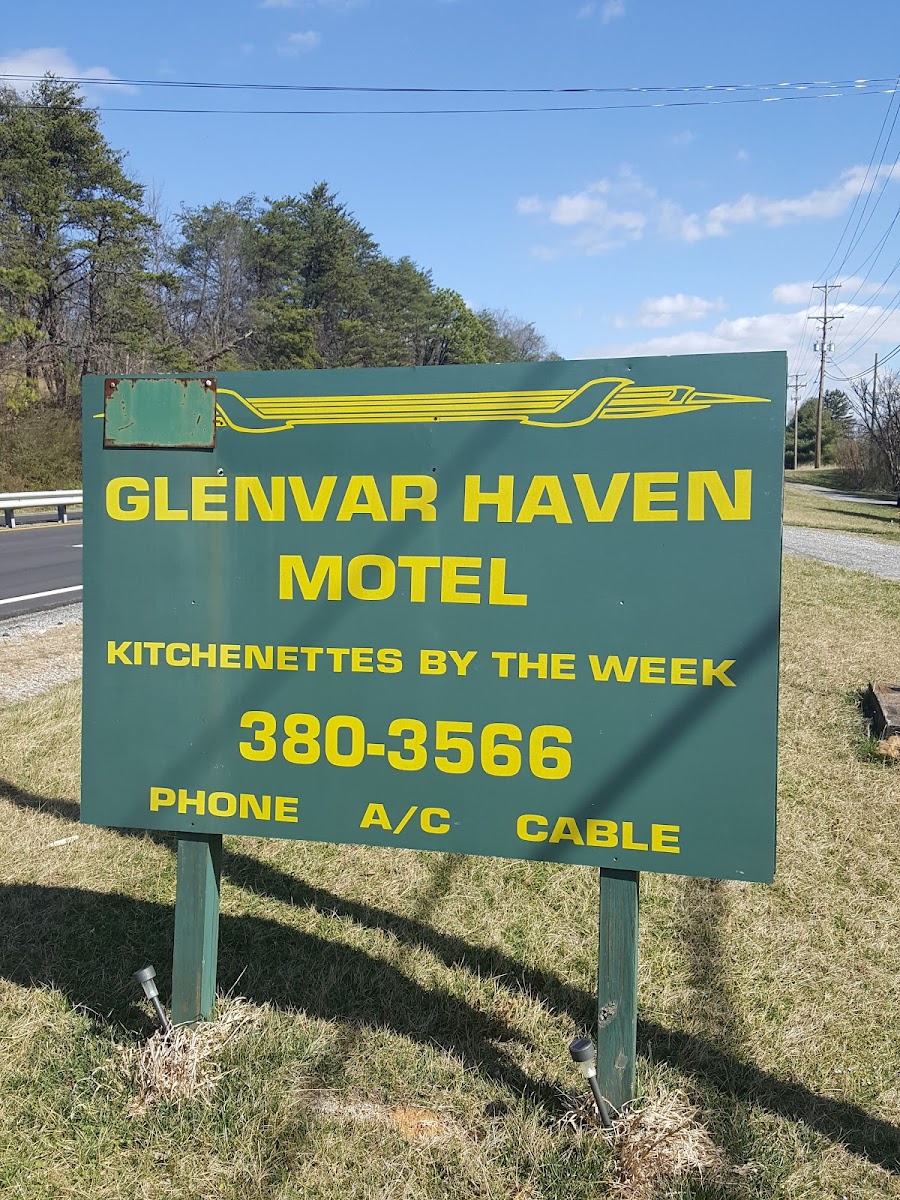 GLENVAR HAVEN
MOTEL
KITCHENETTES BY THE WEEK
380-3566
PHONE A/C CABLE